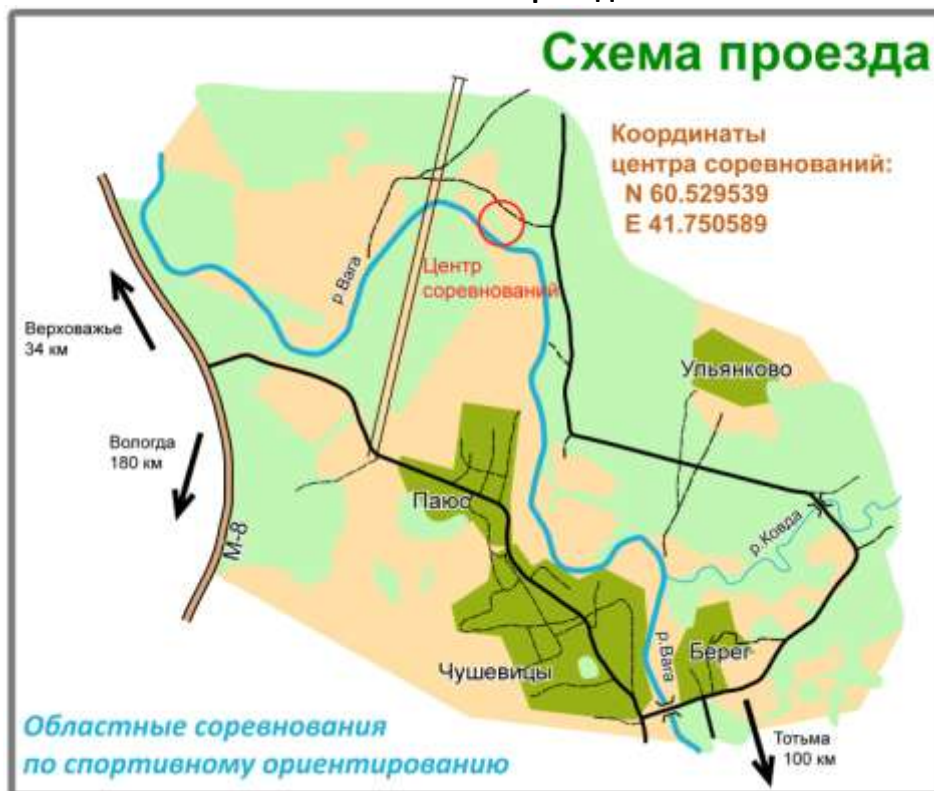 Схема проезда
Координаты
центра соревнований:
N 60.529539
E 41.750589
р.Вага
Центр
соревнований
Верховажье
34 км
Ульянково
Вологда
180 км
Паюс
М-8
р.Ковда
Чушевицы
р.Вага
Берег
Областные соревнования
по спортивному ориентированию
Тотьма
100 км